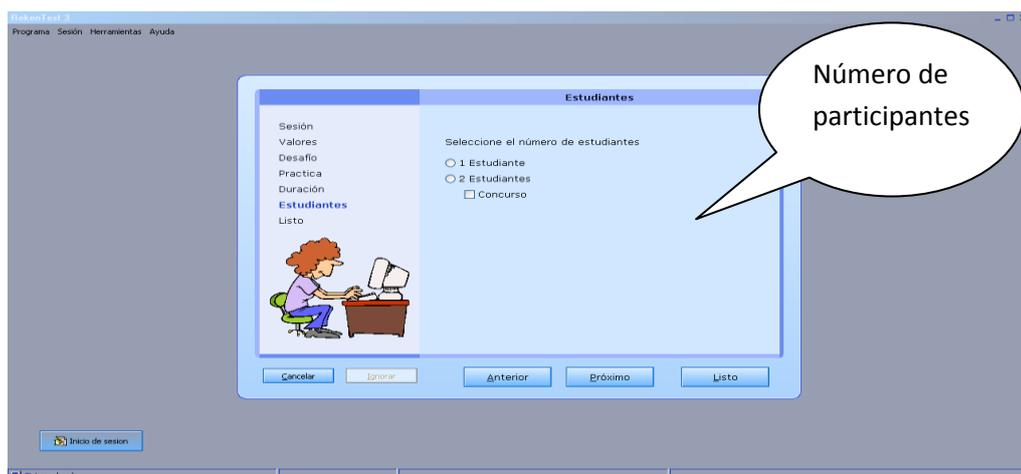 RekenTest 3
Programa Sesión Herramientas Ayuda
Número de
participantes
Estudiantes
Sesión
Valores
Desafío
Practica
Duración
Estudiantes
Listo
Seleccione el número de estudiantes
1 Estudiante
2 Estudiantes
Concurso
Cancelar
Ignorar
Anterior
Próximo
Listo
Inicio de sesion